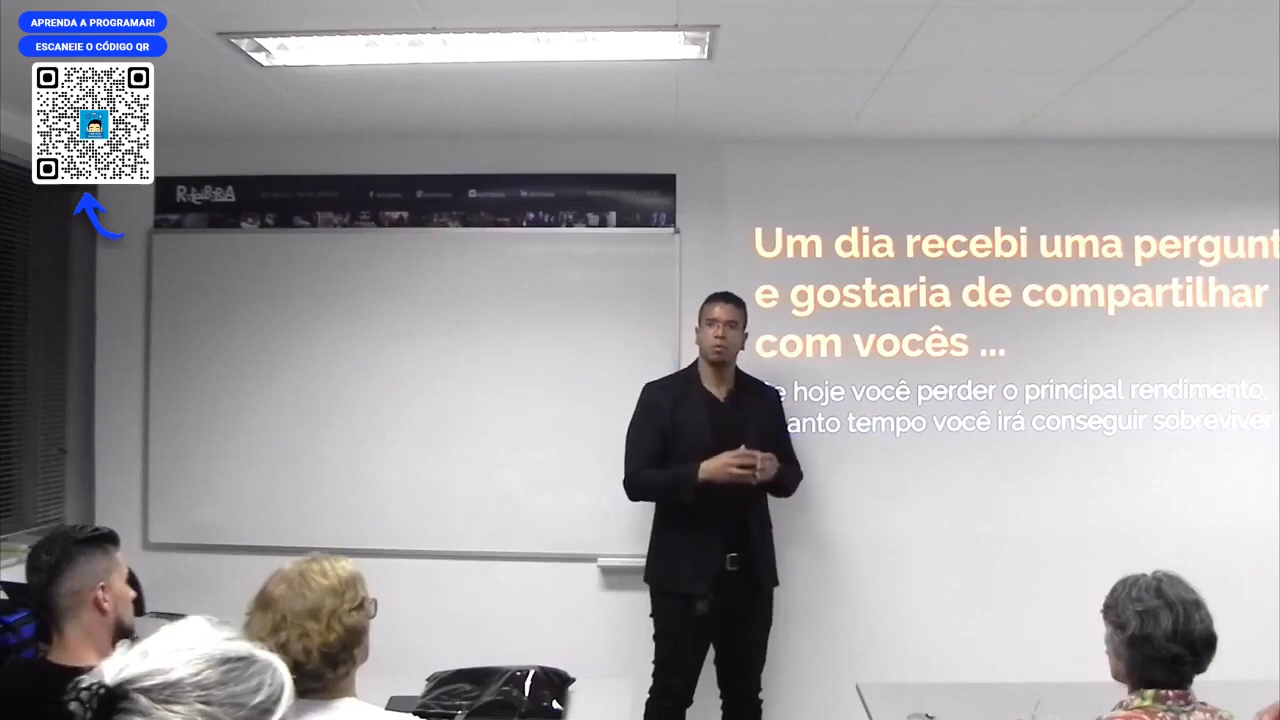 APRENDA A PROGRAMAR!
ESCANEIE O CÓDIGO QR
Um dia recebi uma pergunt
e gostaria de compartilhar
com vocês ...
e hoje você perder o principal rendimento,
anto tempo você irá conseguir sobreviver